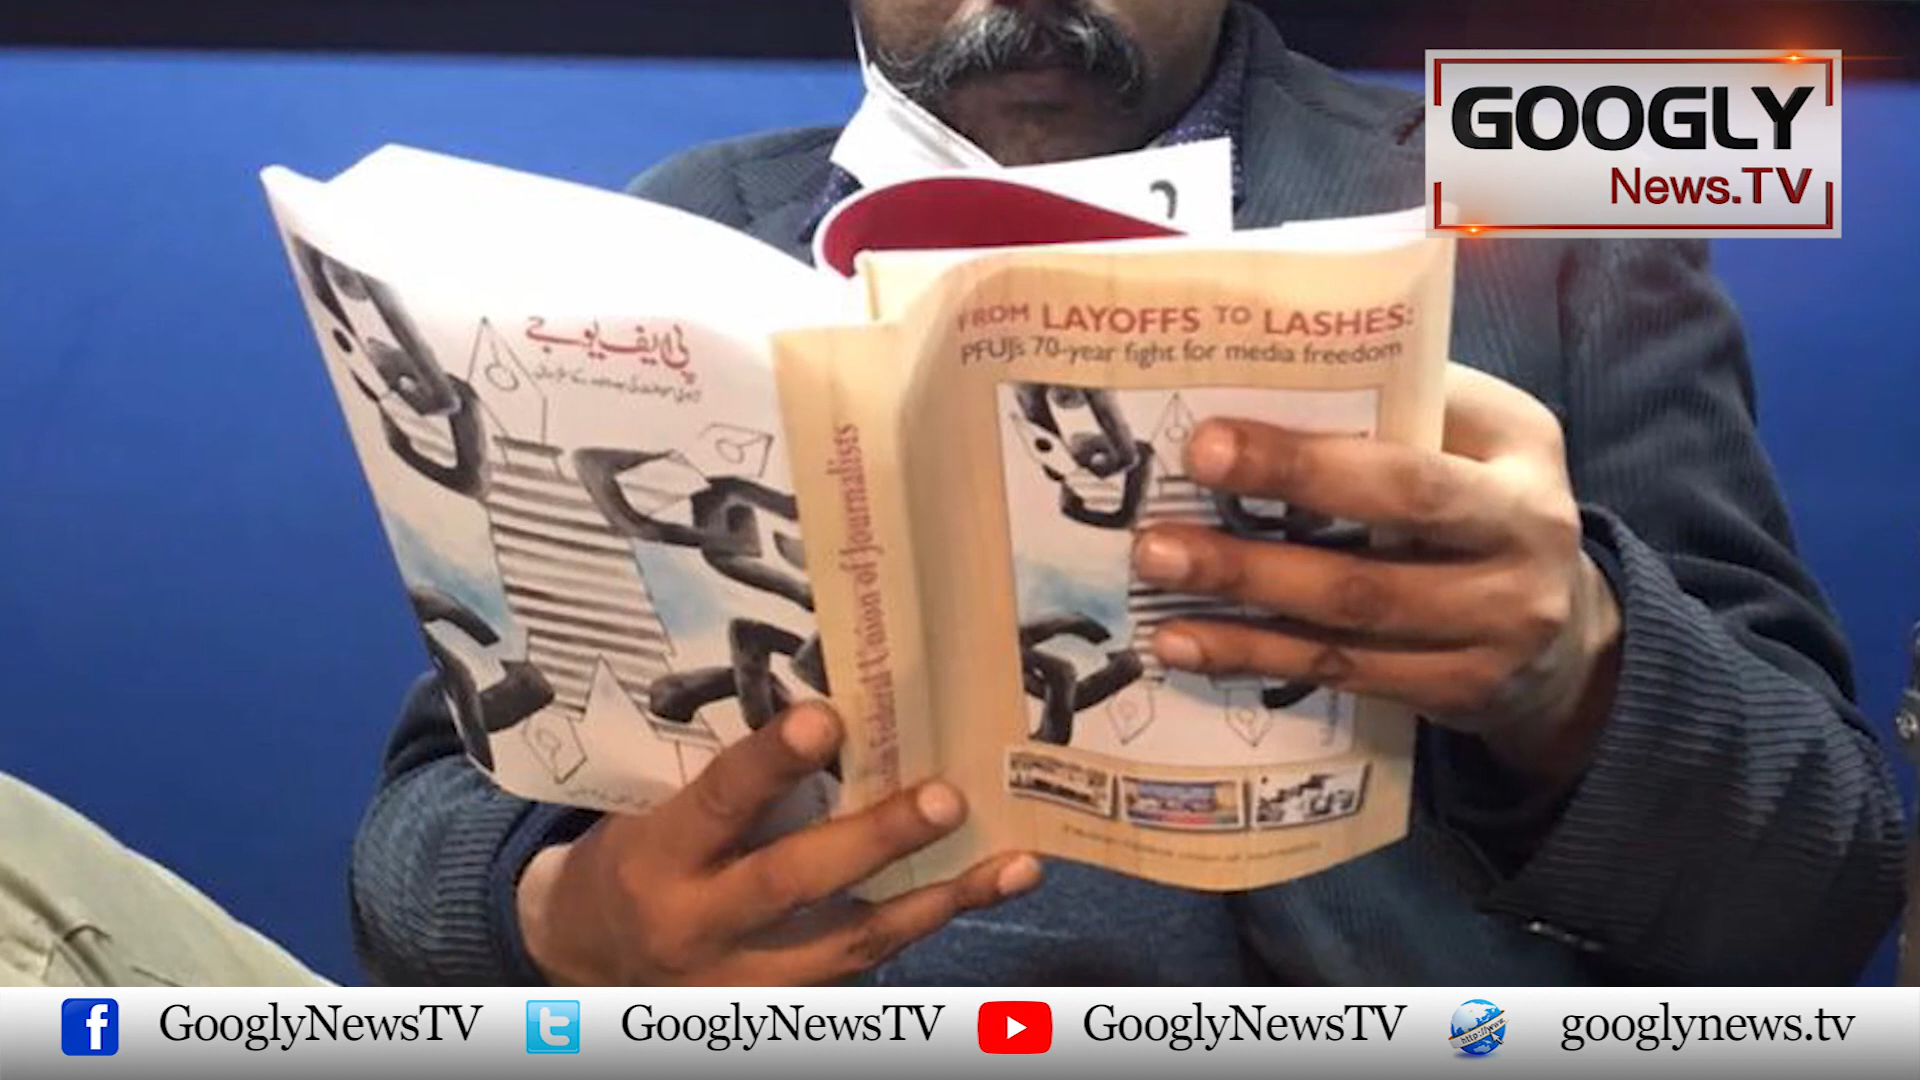 GOOGLY
News.TV
پی ایف یو جے
FROM LAYOFFS TO LASHES:
PFUJ's 70-year fight for media freedom
Federal Union of Journalists
GooglyNewsTV
GooglyNewsTV
GooglyNewsTV
googlynews.tv